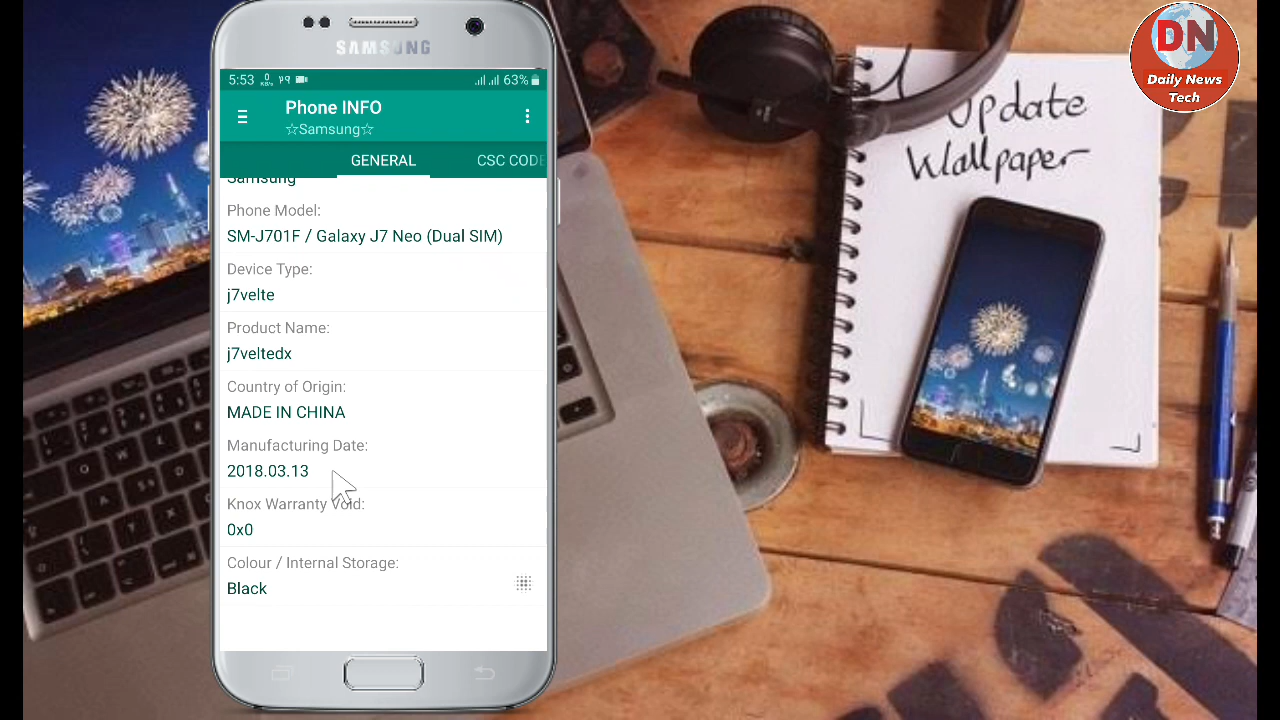 SAMSUNG
5:53 63%
Phone INFO
☆Samsung☆
GENERAL CSC CODE
Samsung
Phone Model:
SM-J701F / Galaxy J7 Neo (Dual SIM)
Device Type:
j7velte
Product Name:
j7veltedx
Country of Origin:
MADE IN CHINA
Manufacturing Date:
2018.03.13
Knox Warranty Void:
0x0
Colour / Internal Storage:
Black
Update
Wallpaper
DN
Daily News
Tech